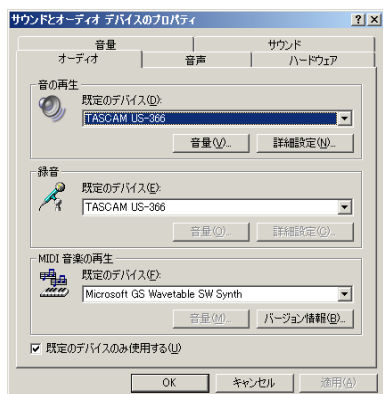 サウンドとオーディオ デバイスのプロパティ
音量
サウンド
オーディオ
音声
ハードウェア
音の再生
既定のデバイス(D):
TASCAM US-366
音量(V)...
詳細設定(N)...
録音
既定のデバイス(E):
TASCAM US-366
音量(O)...
詳細設定(C)...
MIDI 音楽の再生
既定のデバイス(F):
Microsoft GS Wavetable SW Synth
音量(M)...
バージョン情報(B)...
既定のデバイスのみ使用する(U)
OK
キャンセル
適用(A)